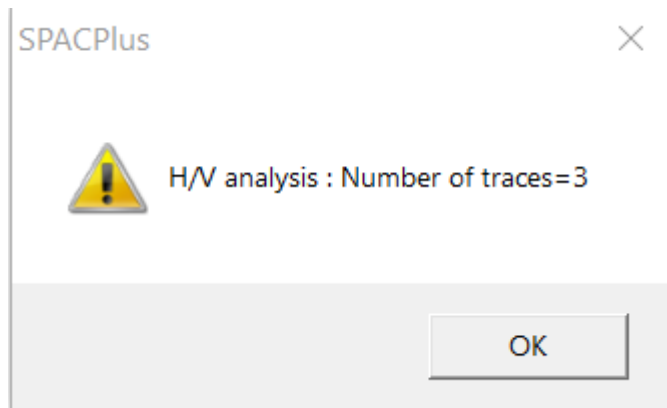 SPACPlus
H/V analysis : Number of traces=3
OK